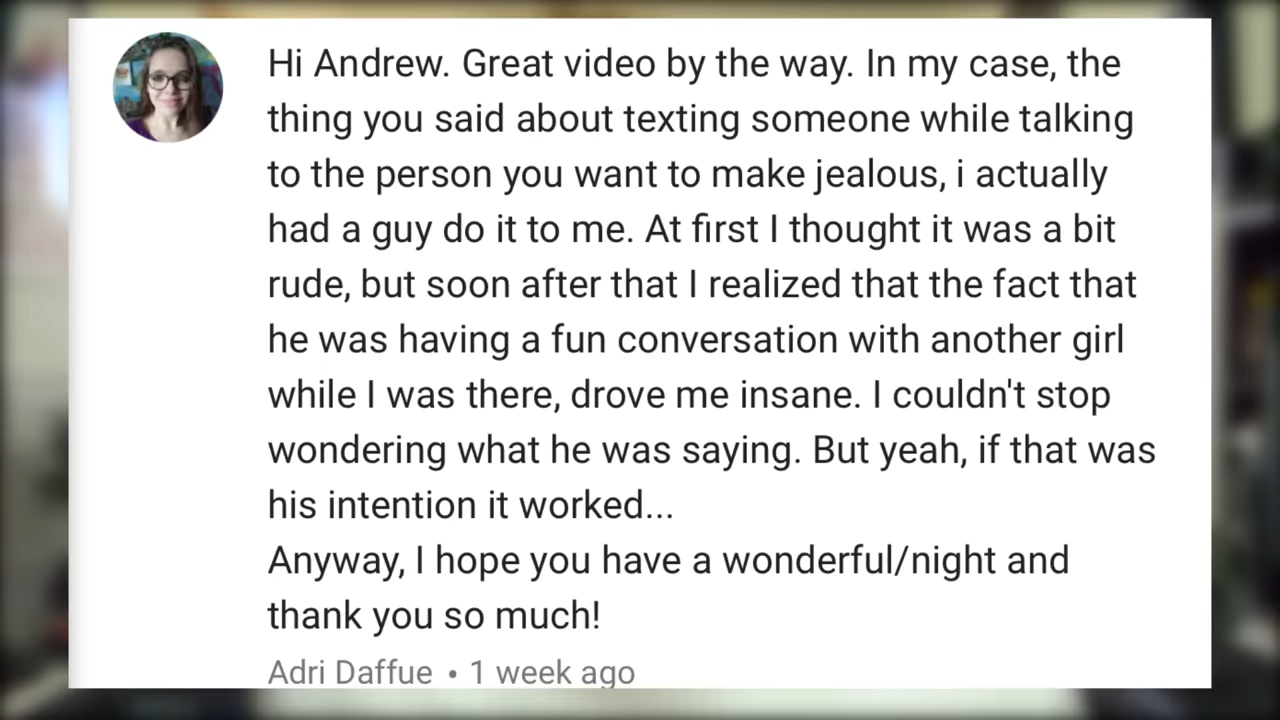 Hi Andrew. Great video by the way. In my case, the
thing you said about texting someone while talking
to the person you want to make jealous, i actually
had a guy do it to me. At first I thought it was a bit
rude, but soon after that I realized that the fact that
he was having a fun conversation with another girl
while I was there, drove me insane. I couldn't stop
wondering what he was saying. But yeah, if that was
his intention it worked...
Anyway, I hope you have a wonderful/night and
thank you so much!
Adri Daffue • 1 week ago